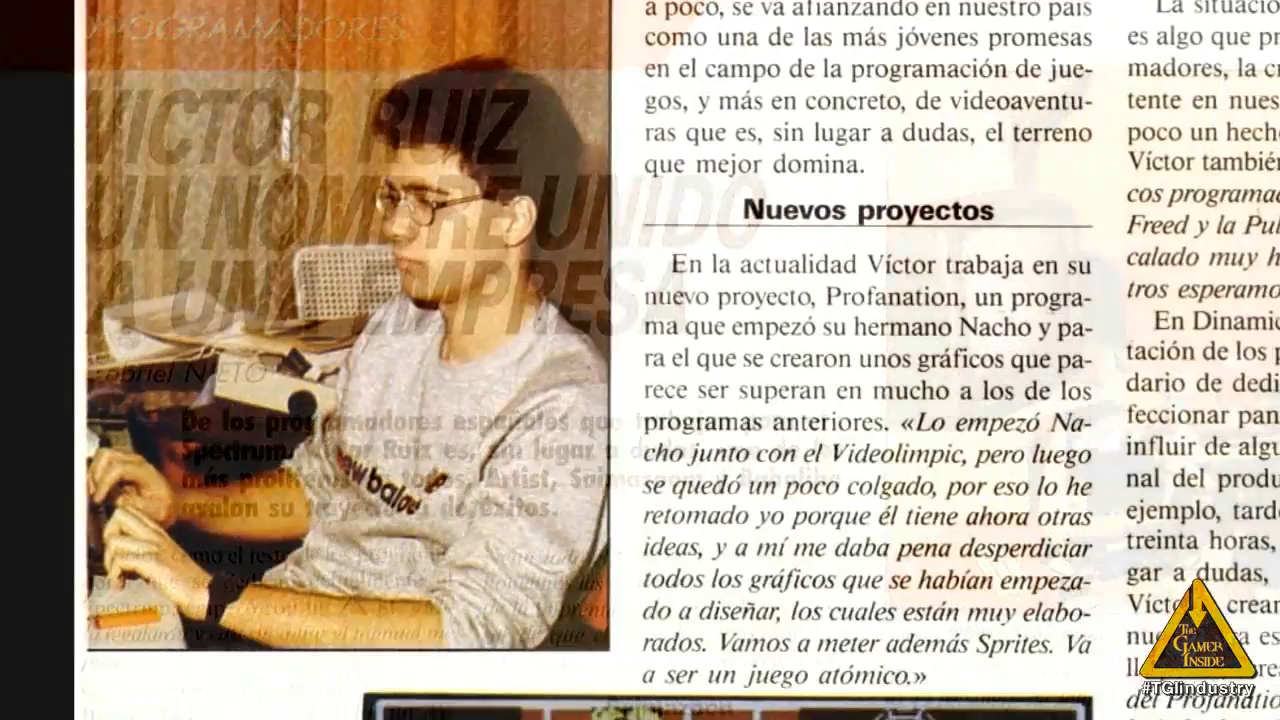 PROGRAMADORES
VICTOR RUIZ
UN NOMBRE UNIDO
A UNA EMPRESA
Gabriel NIETO
De los programadores españoles que
Spectrum, Ruiz es, sin lugar a
avalan su trayectoria de éxitos.
new balance
a poco, se va afianzando en nuestro país
como una de las más jóvenes promesas
en el campo de la programación de jue-
gos, y más en concreto, de videoaventu-
ras que es, sin lugar a dudas, el terreno
que mejor domina.
Nuevos proyectos
En la actualidad Víctor trabaja en su
nuevo proyecto, Profanation, un progra-
ma que empezó su hermano Nacho y pa-
ra el que se crearon unos gráficos que pa-
rece ser superan en mucho a los de los
programas anteriores. «Lo empezó Na-
cho junto con el Videolimpic, pero luego
se quedó un poco colgado, por eso lo he
retomado yo porque él tiene ahora otras
ideas, y a mí me daba pena desperdiciar
todos los gráficos que se habían empeza-
do a diseñar, los cuales están muy elabo-
rados. Vamos a meter además Sprites. Va
a ser un juego atómico.»
La situació
es algo que pr
madores, la cr
tente en nues
poco un hech
Víctor tambié
cos programa
Freed y la Pul
calado muy h
tros esperamo
En Dinamic
tación de los p
dario de dedi
feccionar pan
influir de algu
nal del produ
ejemplo, tard
treinta horas,
gar a dudas,
Víctor crear
del Profanatio
THE
GAMER
INSIDE
#TGIindustry